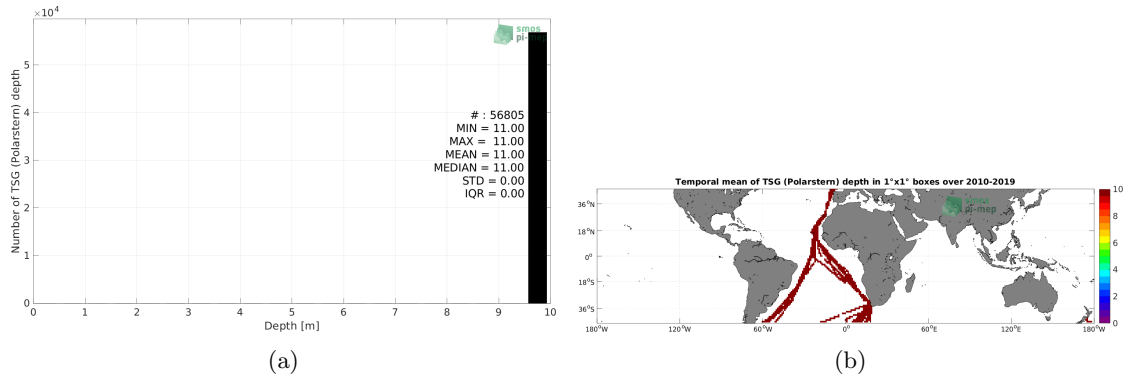 ×10⁴
smos
pi-mep
Number of TSG (Polarstern) depth
5
4
3
2
1
0
# : 56805
MIN = 11.00
MAX = 11.00
MEAN = 11.00
MEDIAN = 11.00
STD = 0.00
IQR = 0.00
0 1 2 3 4 5 6 7 8 9 10
Depth [m]
(a)
Temporal mean of TSG (Polarstern) depth in 1°x1° boxes over 2010-2019
smos
pi-mep
36°N
18°N
0°
18°S
36°S
180°W 120°W 60°W 0° 60°E 120°E 180°W
10
8
6
4
2
0
(b)